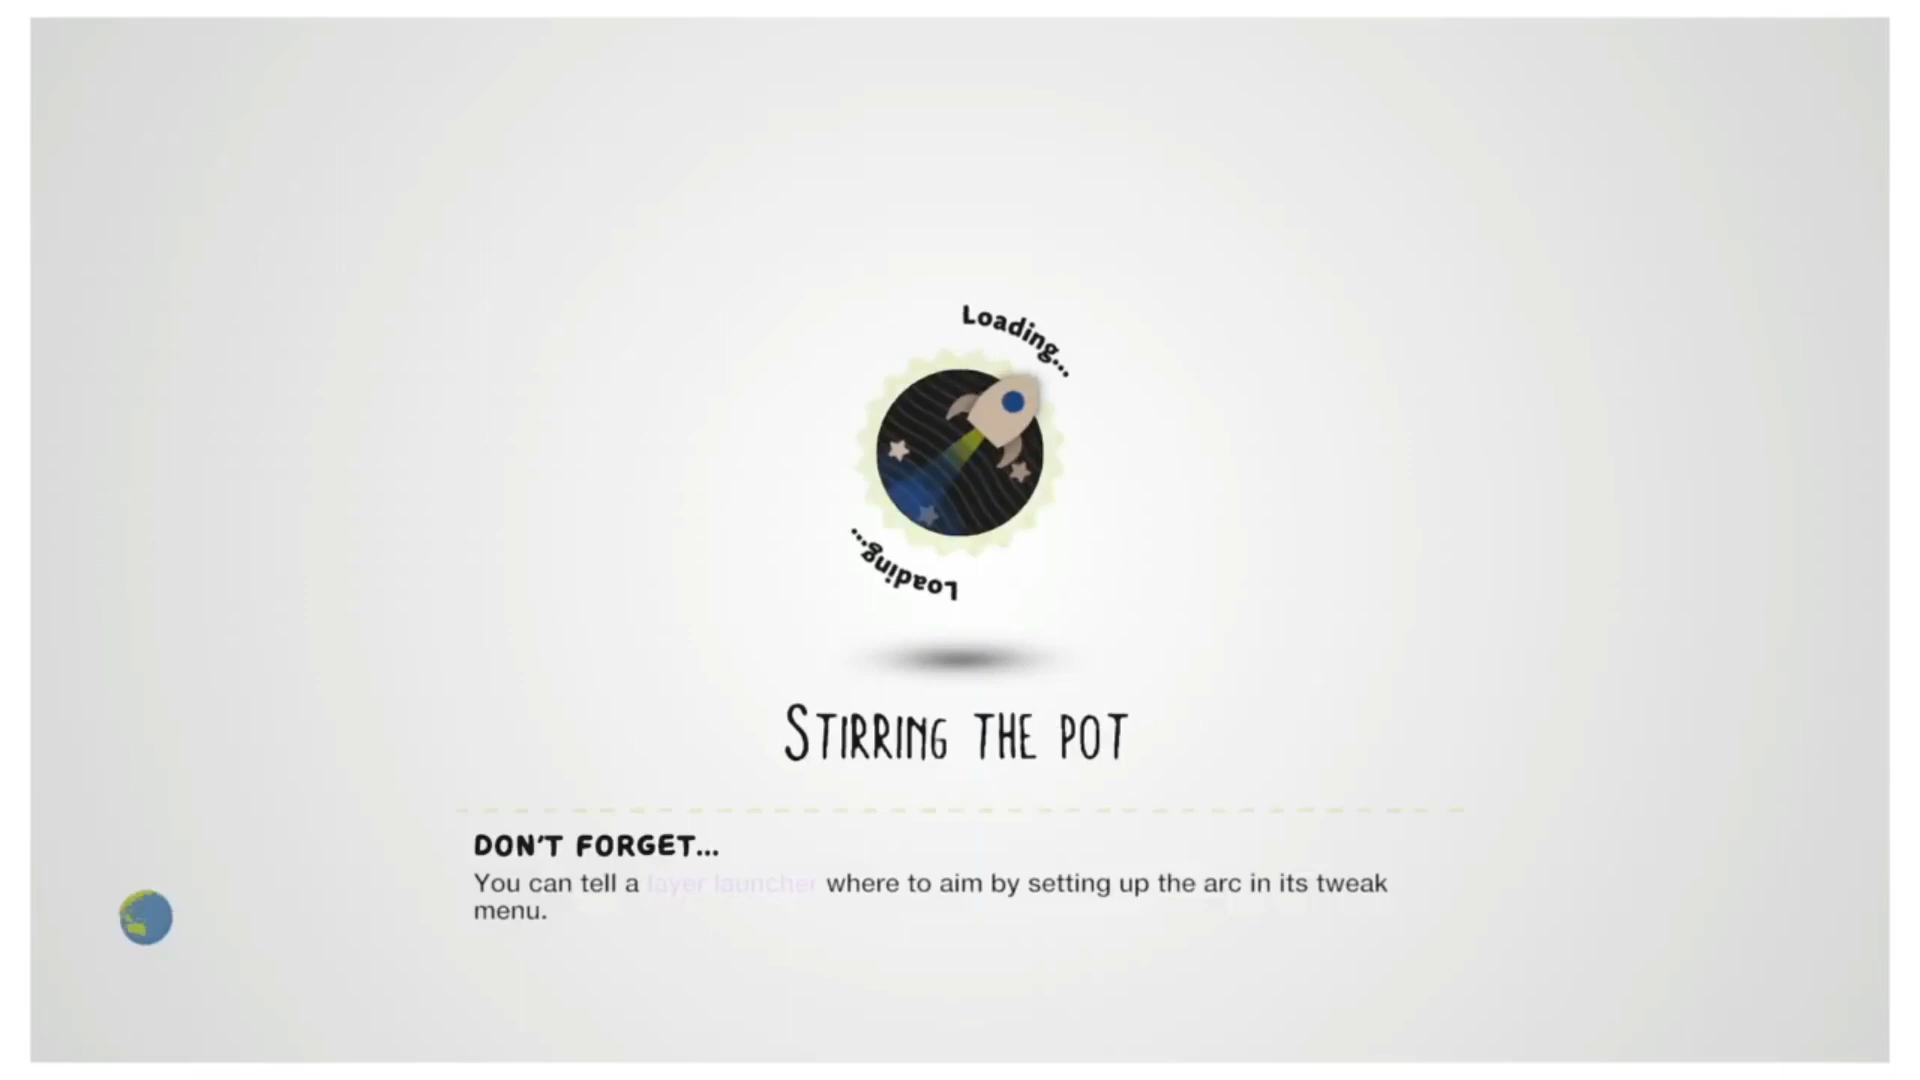 Loading...
Loading...
STIRRING THE POT
DON'T FORGET...
You can tell a layer launcher where to aim by setting up the arc in its tweak
menu.